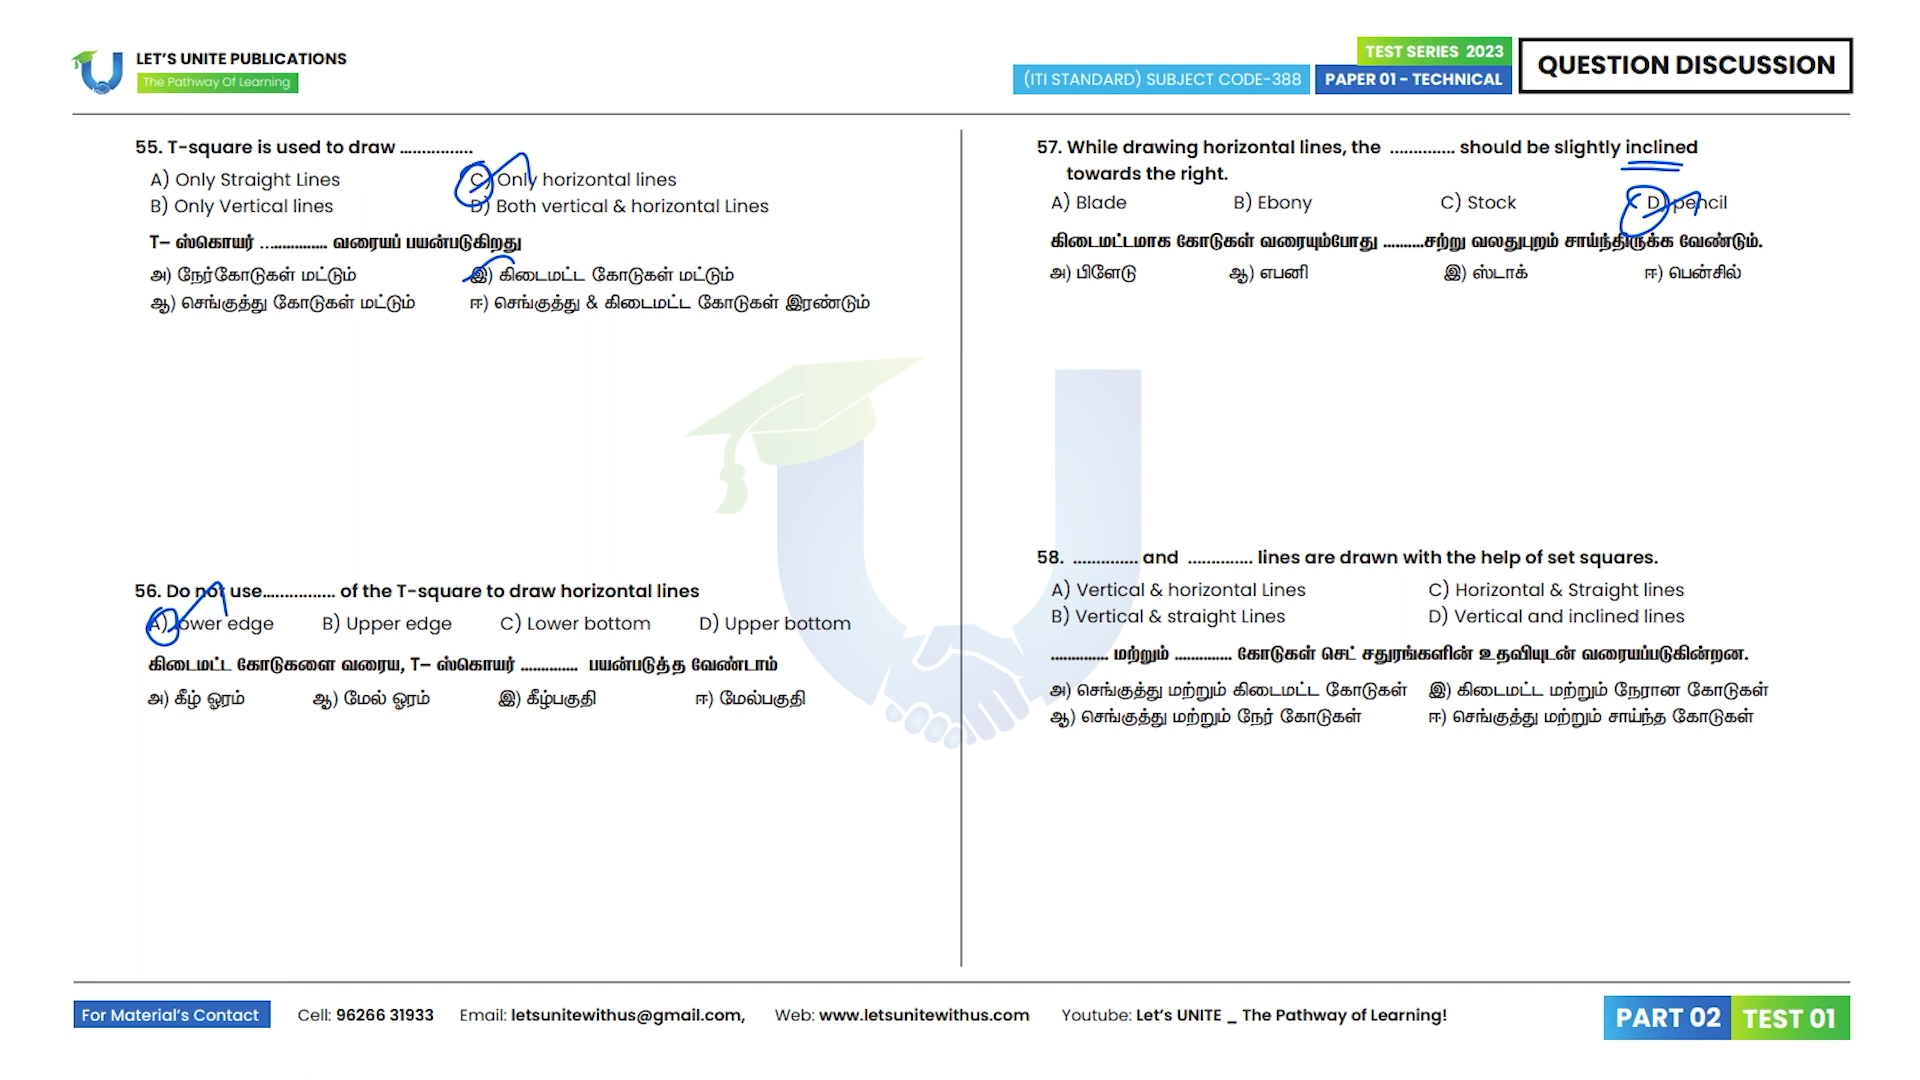 LET'S UNITE PUBLICATIONS
The Pathway Of Learning
TEST SERIES 2023
(ITI STANDARD) SUBJECT CODE-388
PAPER 01 - TECHNICAL
QUESTION DISCUSSION
55. T-square is used to draw ................
A) Only Straight Lines
C) Only horizontal lines
B) Only Vertical lines
D) Both vertical & horizontal Lines
T– ஸ்கொயர் ................ வரையப் பயன்படுகிறது
அ) நேர்கோடுகள் மட்டும்
இ) கிடைமட்ட கோடுகள் மட்டும்
ஆ) செங்குத்து கோடுகள் மட்டும்
ஈ) செங்குத்து & கிடைமட்ட கோடுகள் இரண்டும்
56. Do not use................ of the T-square to draw horizontal lines
A) lower edge B) Upper edge C) Lower bottom D) Upper bottom
கிடைமட்ட கோடுகளை வரைய, T– ஸ்கொயர் .............. பயன்படுத்த வேண்டாம்
அ) கீழ் ஓரம் ஆ) மேல் ஓரம் இ) கீழ்பகுதி ஈ) மேல்பகுதி
57. While drawing horizontal lines, the .............. should be slightly inclined
towards the right.
A) Blade B) Ebony C) Stock D) pencil
கிடைமட்டமாக கோடுகள் வரையும்போது ..........சற்று வலதுபுறம் சாய்ந்திருக்க வேண்டும்.
அ) பிளேடு ஆ) எபனி இ) ஸ்டாக் ஈ) பென்சில்
58. .............. and .............. lines are drawn with the help of set squares.
A) Vertical & horizontal Lines
C) Horizontal & Straight lines
B) Vertical & straight Lines
D) Vertical and inclined lines
.............. மற்றும் .............. கோடுகள் செட் சதுரங்களின் உதவியுடன் வரையப்படுகின்றன.
அ) செங்குத்து மற்றும் கிடைமட்ட கோடுகள்
இ) கிடைமட்ட மற்றும் நேரான கோடுகள்
ஆ) செங்குத்து மற்றும் நேர் கோடுகள்
ஈ) செங்குத்து மற்றும் சாய்ந்த கோடுகள்
For Material's Contact
Cell: 96266 31933 Email: letsunitewithus@gmail.com, Web: www.letsunitewithus.com Youtube: Let's UNITE _ The Pathway of Learning!
PART 02 TEST 01